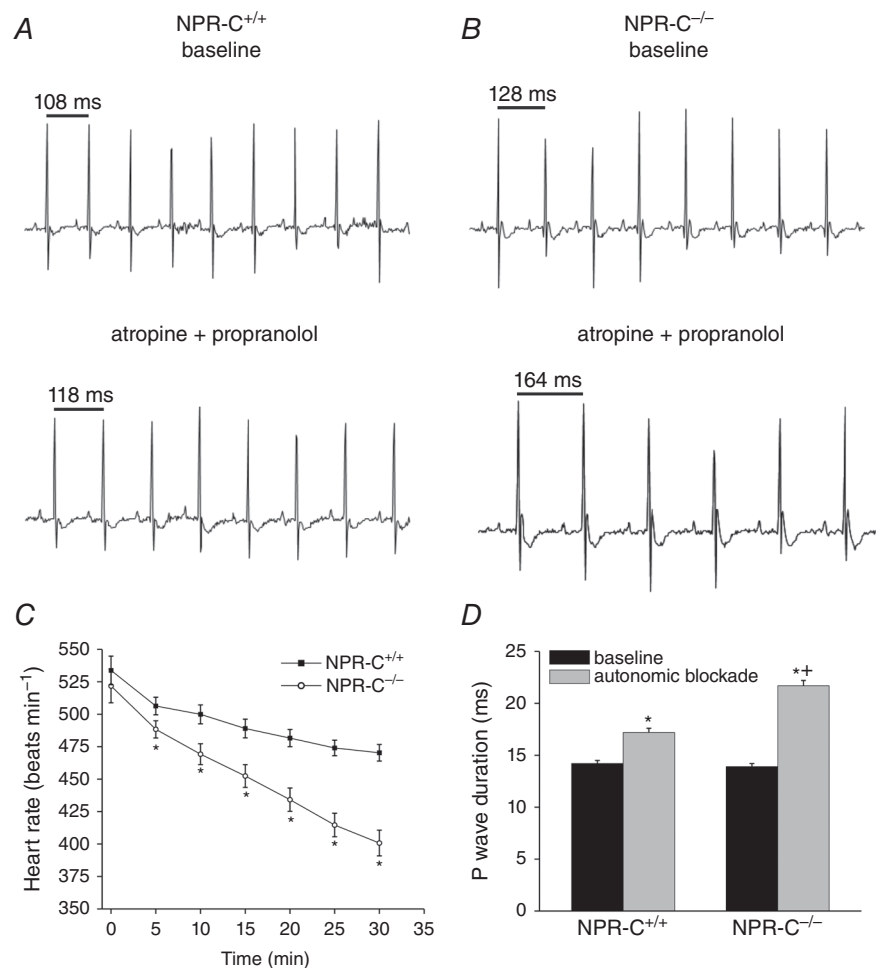 A
NPR-C+/+
baseline
108 ms
atropine + propranolol
118 ms
B
NPR-C–/–
baseline
128 ms
atropine + propranolol
164 ms
C
550
525
500
475
450
425
400
375
350
Heart rate (beats min–1)
NPR-C+/+
NPR-C–/–
*
*
*
*
*
*
0 5 10 15 20 25 30 35
Time (min)
D
25
20
15
10
5
0
P wave duration (ms)
baseline
autonomic blockade
*
*+
NPR-C+/+ NPR-C–/–